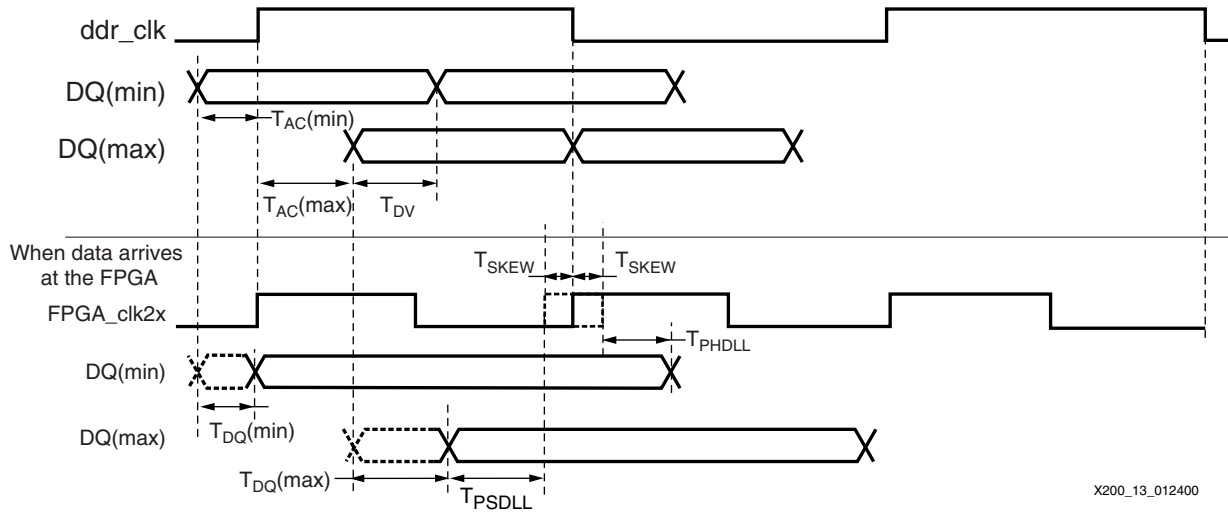 ddr_clk
DQ(min)
TAC(min)
DQ(max)
TAC(max)
TDV
When data arrives
at the FPGA
TSKEW
TSKEW
FPGA_clk2x
TPHDLL
DQ(min)
TDQ(min)
DQ(max)
TDQ(max)
TPSDLL
X200_13_012400